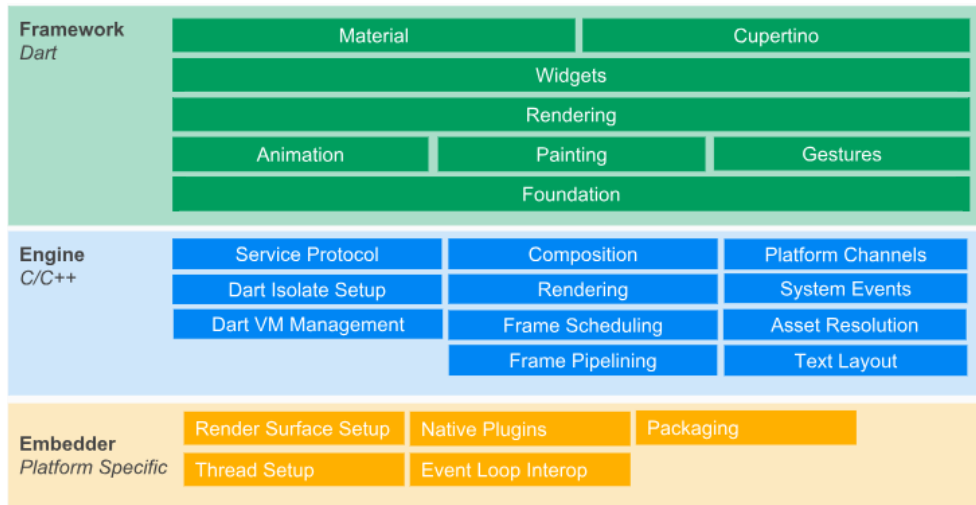 Framework
Dart
Material
Cupertino
Widgets
Rendering
Animation
Painting
Gestures
Foundation
Engine
C/C++
Service Protocol
Composition
Platform Channels
Dart Isolate Setup
Rendering
System Events
Dart VM Management
Frame Scheduling
Asset Resolution
Frame Pipelining
Text Layout
Embedder
Platform Specific
Render Surface Setup
Native Plugins
Packaging
Thread Setup
Event Loop Interop